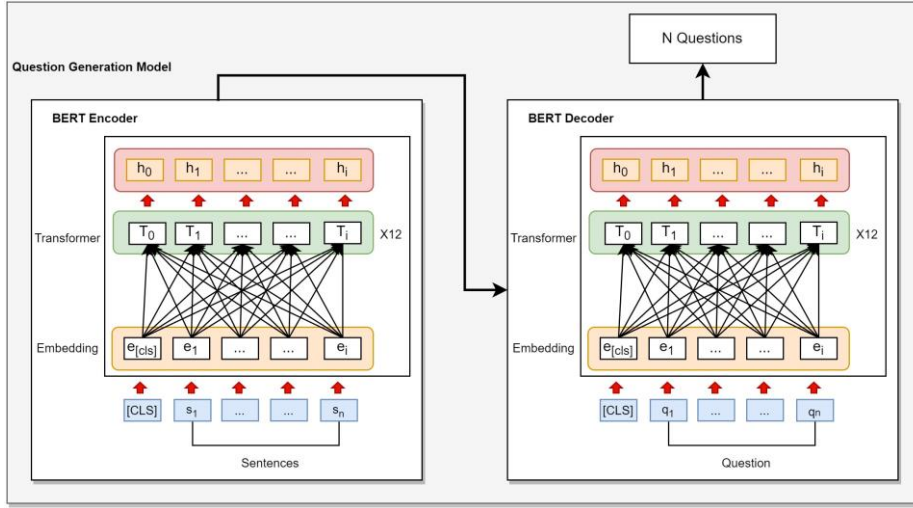 N Questions
Question Generation Model
BERT Encoder
h0 h1 ... ... hi
Transformer T0 T1 ... ... Ti X12
Embedding e[cls] e1 ... ... ei
[CLS] s1 ... ... sn
Sentences
BERT Decoder
h0 h1 ... ... hi
Transformer T0 T1 ... ... Ti X12
Embedding e[cls] e1 ... ... ei
[CLS] q1 ... ... qn
Question